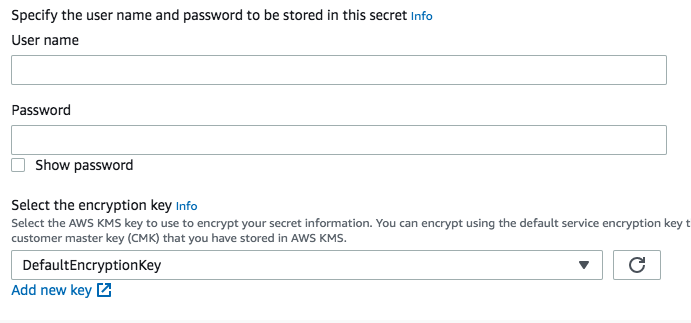 Specify the user name and password to be stored in this secret Info
User name
Password
Show password
Select the encryption key Info
Select the AWS KMS key to use to encrypt your secret information. You can encrypt using the default service encryption key t
customer master key (CMK) that you have stored in AWS KMS.
DefaultEncryptionKey
Add new key